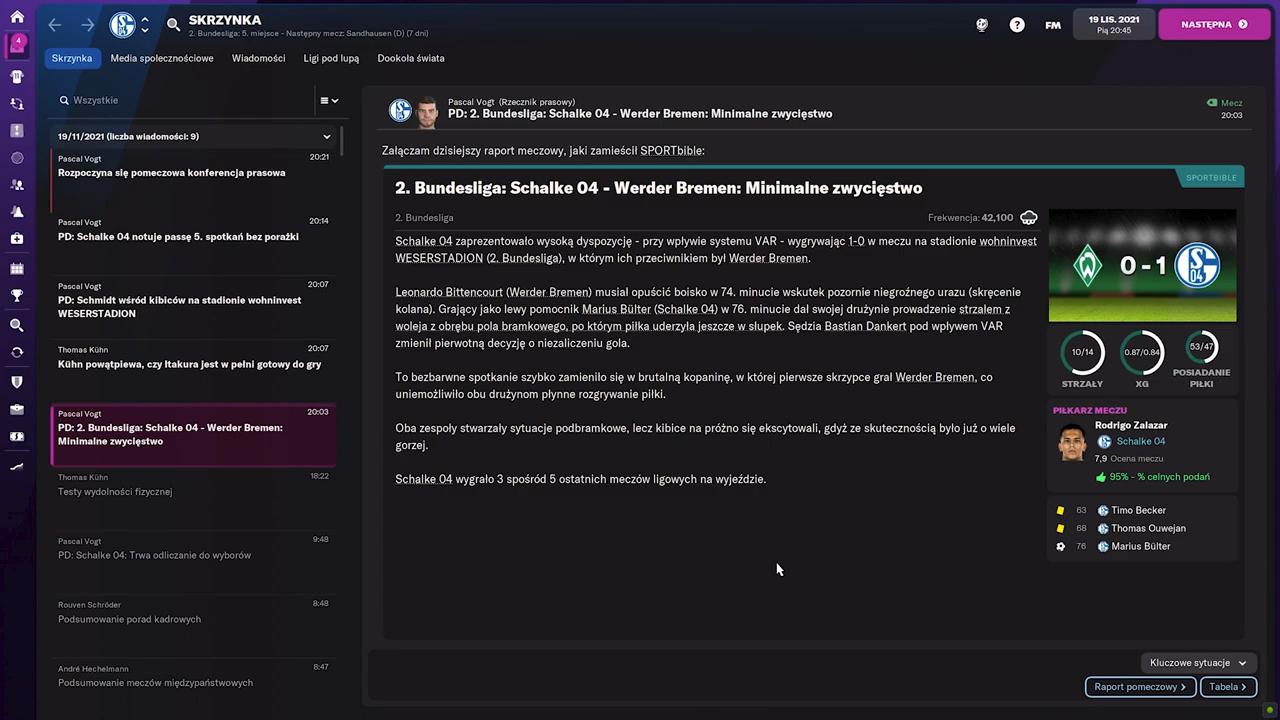 4
SKRZYNKA
2. Bundesliga: 5. miejsce - Następny mecz: Sandhausen (D) (7 dni)
FM
19 LIS. 2021
Pią 20:45
NASTĘPNA
Skrzynka
Media społecznościowe
Wiadomości
Ligi pod lupą
Dookoła świata
Wszystkie
19/11/2021 (liczba wiadomości: 9)
Pascal Vogt
20:21
Rozpoczyna się pomeczowa konferencja prasowa
Pascal Vogt
20:14
PD: Schalke 04 notuje passę 5. spotkań bez porażki
Pascal Vogt
20:07
PD: Schmidt wśród kibiców na stadionie wohninvest
WESERSTADION
Thomas Kühn
20:07
Kühn powątpiewa, czy Itakura jest w pełni gotowy do gry
Pascal Vogt
20:03
PD: 2. Bundesliga: Schalke 04 - Werder Bremen:
Minimalne zwycięstwo
Thomas Kühn
18:22
Testy wydolności fizycznej
Pascal Vogt
9:48
PD: Schalke 04: Trwa odliczanie do wyborów
Rouven Schröder
8:48
Podsumowanie porad kadrowych
André Hechelmann
8:47
Podsumowanie meczów międzypaństwowych
Pascal Vogt (Rzecznik prasowy)
PD: 2. Bundesliga: Schalke 04 - Werder Bremen: Minimalne zwycięstwo
Mecz
20:03
Załączam dzisiejszy raport meczowy, jaki zamieścił SPORTbible:
SPORTBIBLE
2. Bundesliga: Schalke 04 - Werder Bremen: Minimalne zwycięstwo
2. Bundesliga
Frekwencja: 42,100
Schalke 04 zaprezentowało wysoką dyspozycję - przy wpływie systemu VAR - wygrywając 1-0 w meczu na stadionie wohninvest
WESERSTADION (2. Bundesliga), w którym ich przeciwnikiem był Werder Bremen.
Leonardo Bittencourt (Werder Bremen) musiał opuścić boisko w 74. minucie wskutek pozornie niegroźnego urazu (skręcenie
kolana). Grający jako lewy pomocnik Marius Bülter (Schalke 04) w 76. minucie dał swojej drużynie prowadzenie strzałem z
woleja z obrębu pola bramkowego, po którym piłka uderzyła jeszcze w słupek. Sędzia Bastian Dankert pod wpływem VAR
zmienił pierwotną decyzję o niezaliczeniu gola.
To bezbarwne spotkanie szybko zamieniło się w brutalną kopaninę, w której pierwsze skrzypce grał Werder Bremen, co
uniemożliwiło obu drużynom płynne rozgrywanie piłki.
Oba zespoły stwarzały sytuacje podbramkowe, lecz kibice na próżno się ekscytowali, gdyż ze skutecznością było już o wiele
gorzej.
Schalke 04 wygrało 3 spośród 5 ostatnich meczów ligowych na wyjeździe.
0 - 1
10/14
STRZAŁY
0.87/0.84
XG
53/47
POSIADANIE
PIŁKI
PIŁKARZ MECZU
Rodrigo Zalazar
Schalke 04
7,9 Ocena meczu
95% - % celnych podań
63 Timo Becker
68 Thomas Ouwejan
76 Marius Bülter
Kluczowe sytuacje
Raport pomeczowy
Tabela